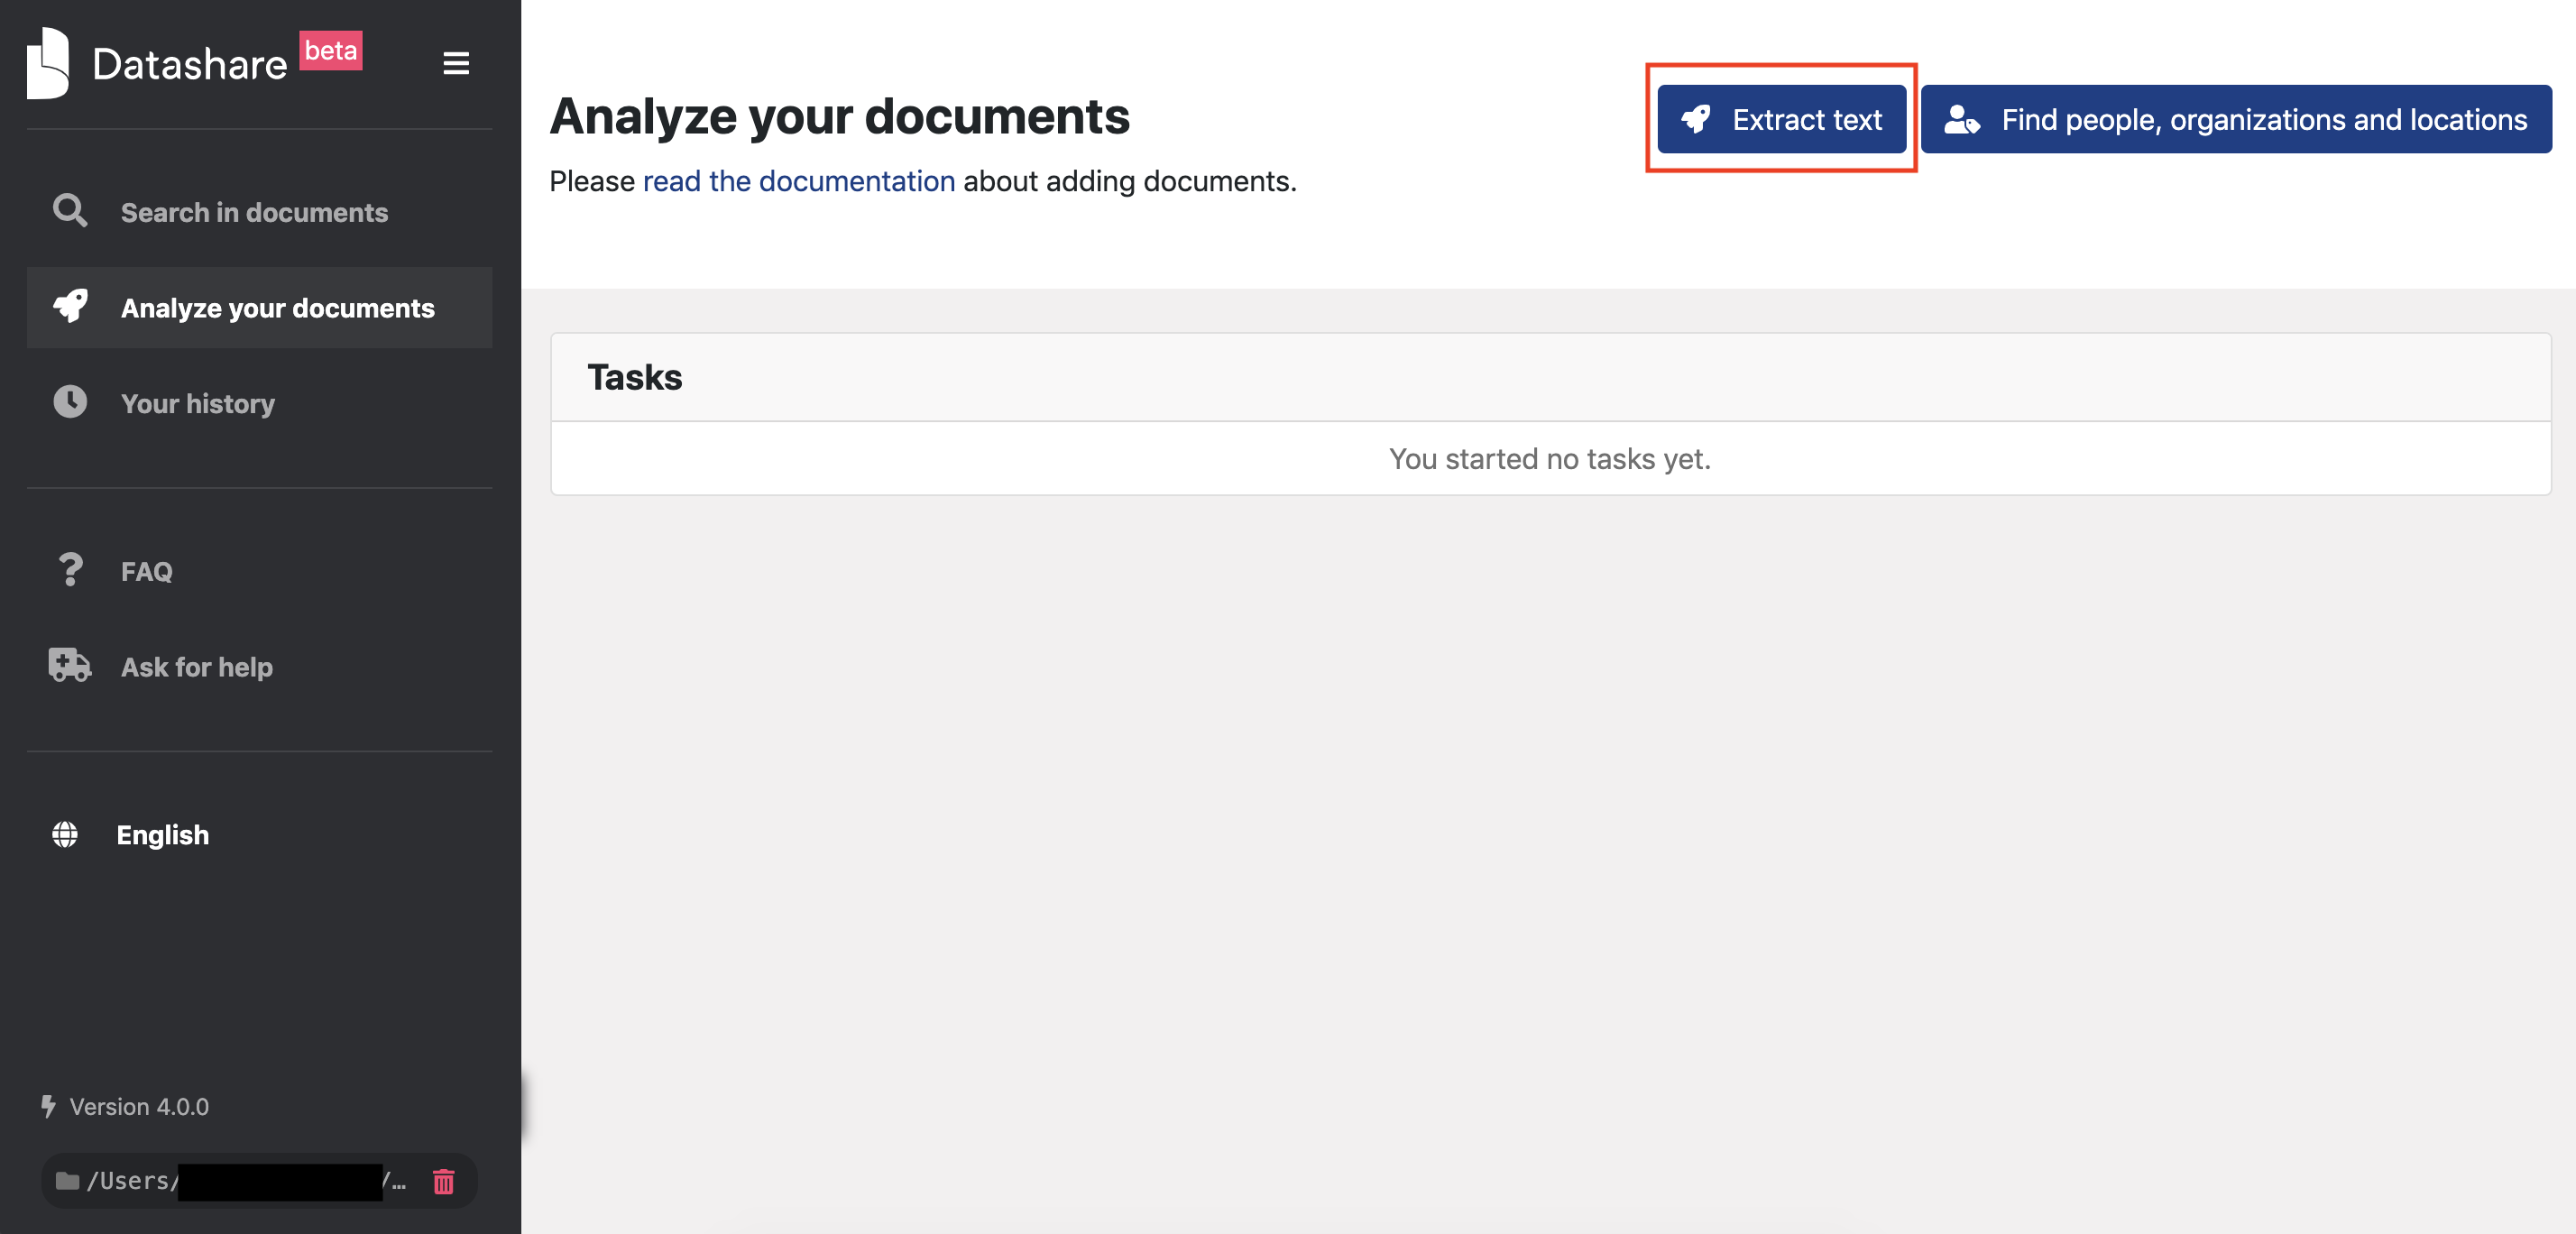 Datashare beta
Search in documents
Analyze your documents
Your history
FAQ
Ask for help
English
Version 4.0.0
/Users/ /...
Analyze your documents
Please read the documentation about adding documents.
Extract text
Find people, organizations and locations
Tasks
You started no tasks yet.